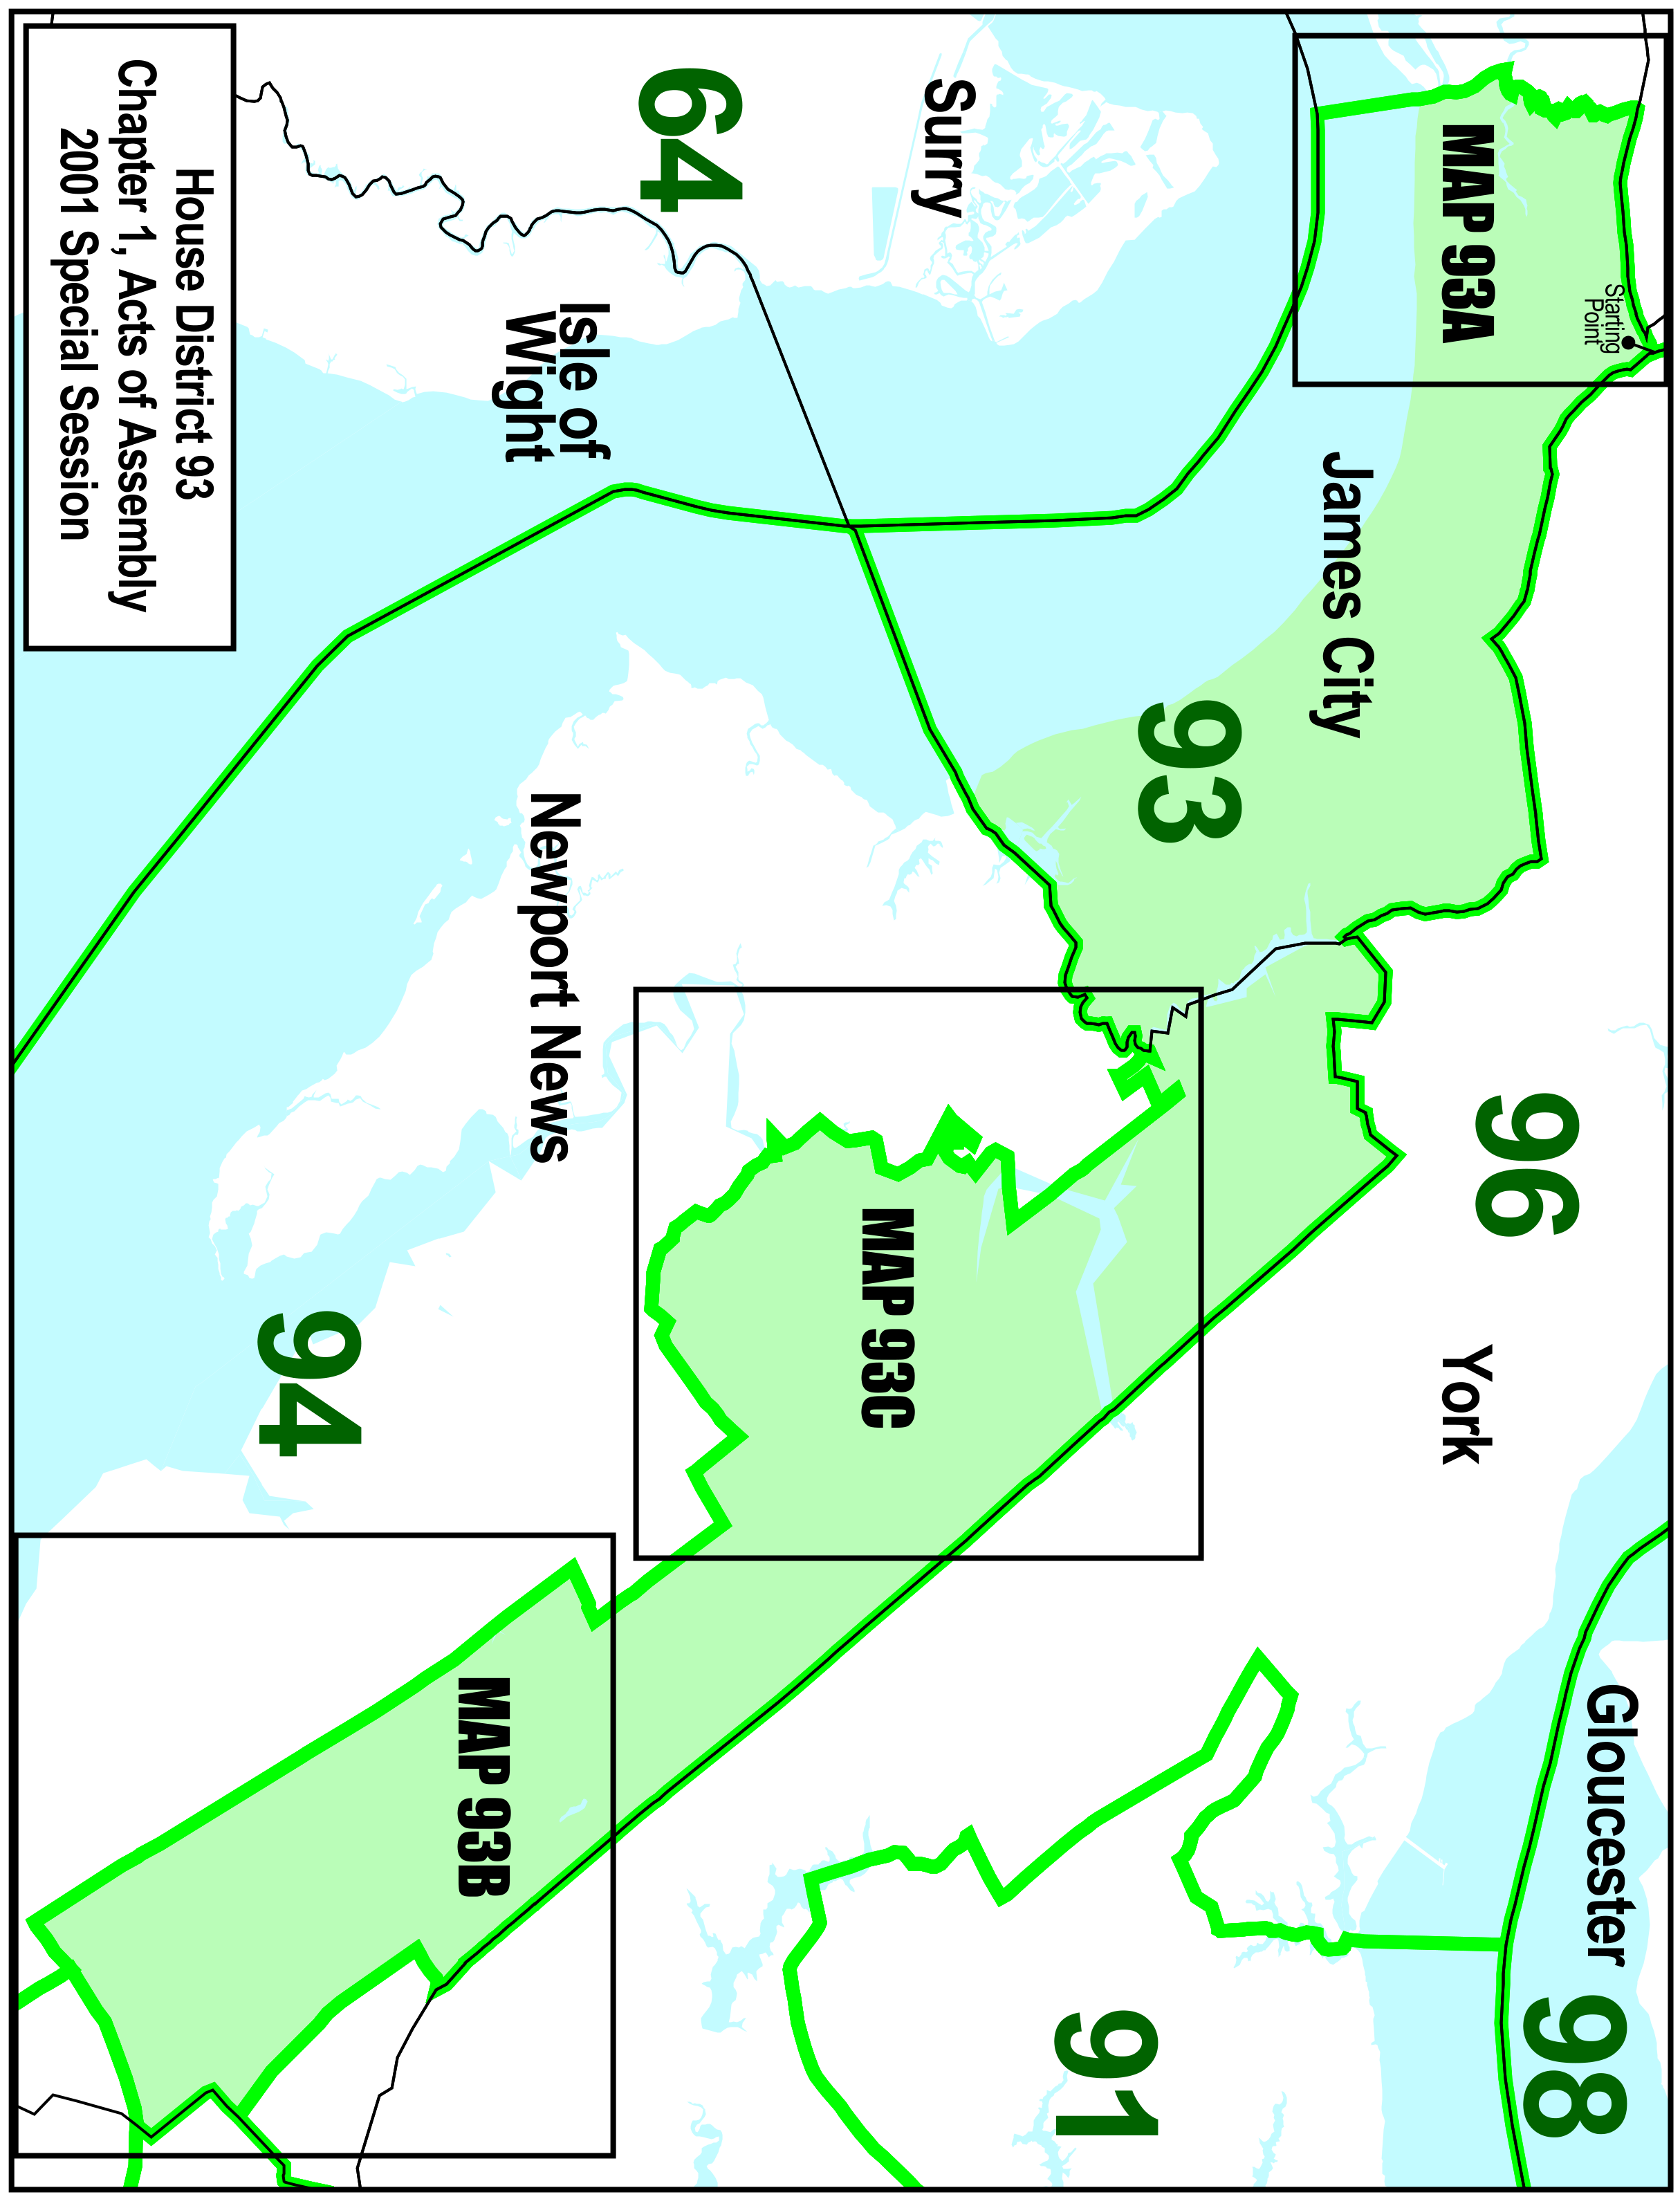 Gloucester
98
MAP 93A
Starting
Point
96
York
James City
91
93
Surry
MAP 93C
64
Isle of
Wight
Newport News
MAP 93B
94
House District 93
Chapter 1, Acts of Assembly
2001 Special Session